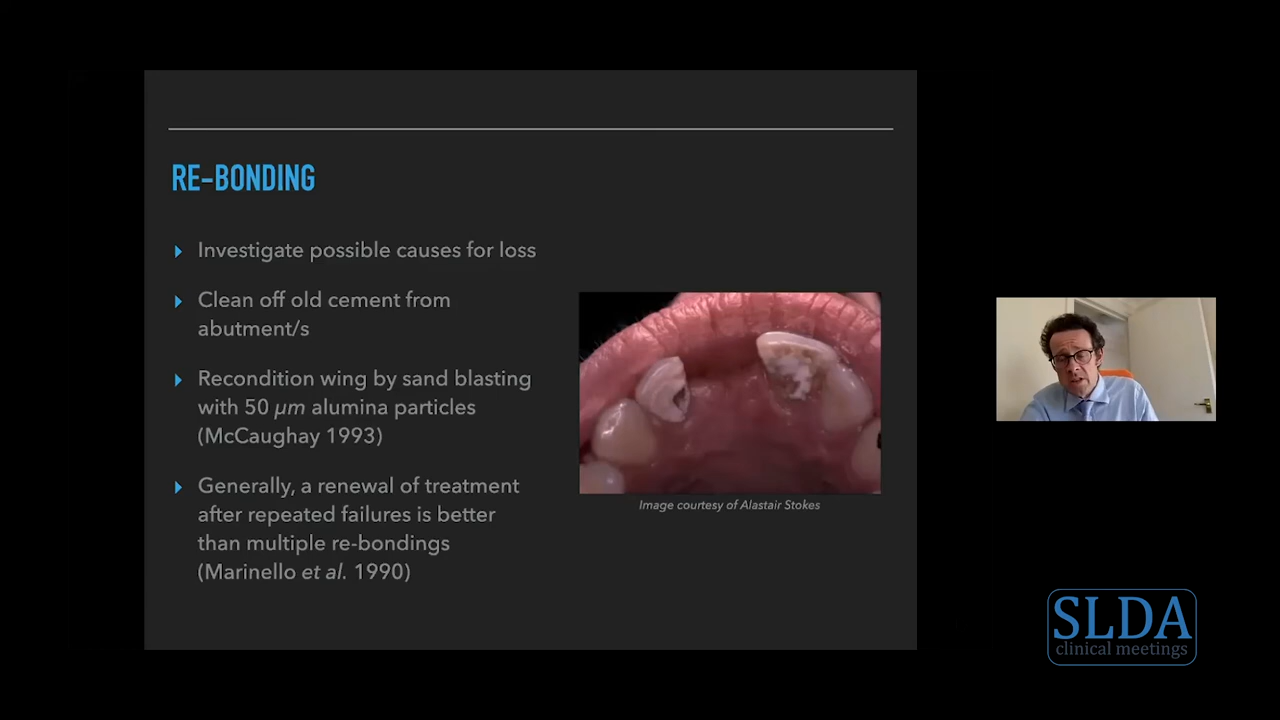 RE-BONDING
Investigate possible causes for loss
Clean off old cement from
abutment/s
Recondition wing by sand blasting
with 50 μm alumina particles
(McCaughay 1993)
Generally, a renewal of treatment
after repeated failures is better
than multiple re-bondings
(Marinello et al. 1990)
Image courtesy of Alastair Stokes
SLDA
clinical meetings